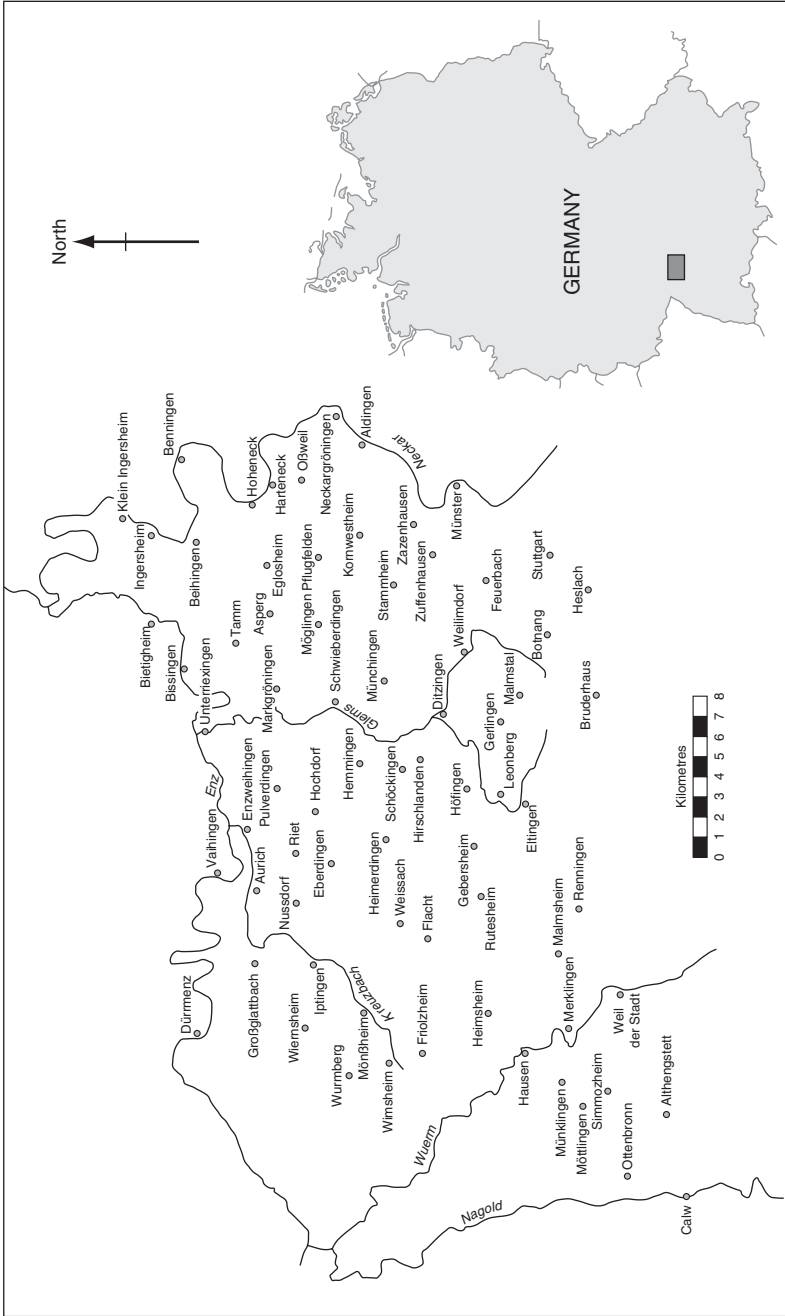 North
GERMANY
Klein Ingersheim
Ingersheim
Benningen
Bietigheim
Bissingen
Beihingen
Unterriexingen
Tamm
Hoheneck
Harteneck
Asperg
Eglosheim
Oßweil
Markgröningen
Möglingen
Pflugfelden
Neckargröningen
Aldingen
Schwieberdingen
Kornwestheim
Neckar
Münchingen
Stammheim
Zazenhausen
Zuffenhausen
Münster
Glems
Ditzingen
Weilimdorf
Feuerbach
Stuttgart
Heslach
Botnang
Malmstal
Gerlingen
Bruderhaus
Leonberg
Eltingen
Höfingen
Hirschlanden
Schöckingen
Hemmingen
Hochdorf
Pulverdingen
Enzweihingen
Enz
Vaihingen
Aurich
Riet
Nussdorf
Eberdingen
Heimerdingen
Weissach
Flacht
Gebersheim
Rutesheim
Renningen
Malmsheim
Dürrmenz
Großglattbach
Iptingen
Wiernsheim
Kreuzbach
Mönßheim
Wurmberg
Wimsheim
Friolzheim
Heimsheim
Merklingen
Weil
der Stadt
Hausen
Münklingen
Möttlingen
Simmozheim
Ottenbronn
Althengstett
Wuerm
Nagold
Calw
Kilometres
0 1 2 3 4 5 6 7 8